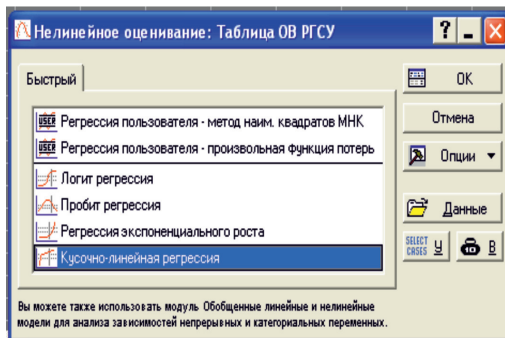 Нелинейное оценивание: Таблица ОВ РГСУ
Быстрый
OK
USER Регрессия пользователя - метод наим. квадратов МНК
Отмена
USER Регрессия пользователя - произвольная функция потерь
Опции
Логит регрессия
Пробит регрессия
Данные
Регрессия экспоненциального роста
SELECT CASES У
В
Кусочно-линейная регрессия
Вы можете также использовать модуль Обобщенные линейные и нелинейные
модели для анализа зависимостей непрерывных и категориальных переменных.